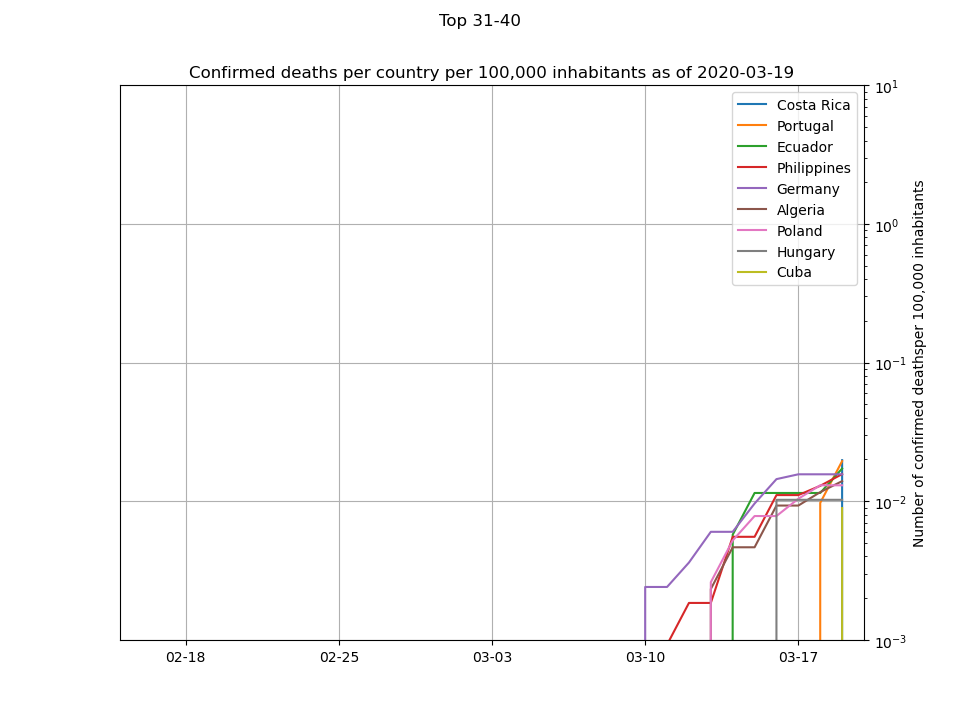 Top 31-40
Confirmed deaths per country per 100,000 inhabitants as of 2020-03-19
Costa Rica
Portugal
Ecuador
Philippines
Germany
Algeria
Poland
Hungary
Cuba
10¹
10⁰
10⁻¹
10⁻²
10⁻³
Number of confirmed deathsper 100,000 inhabitants
02-18 02-25 03-03 03-10 03-17